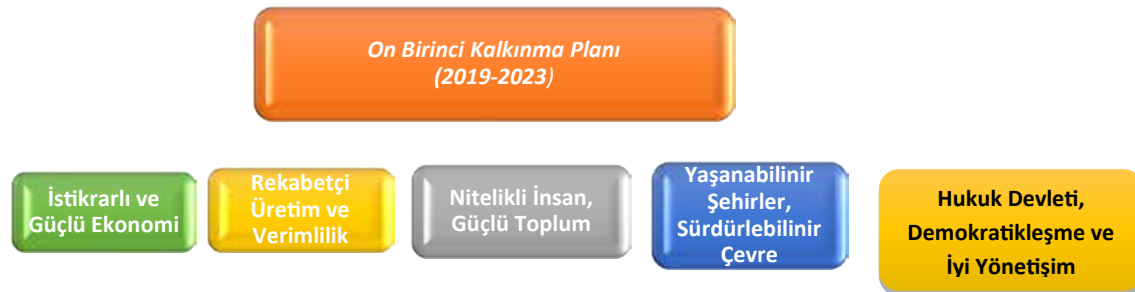 On Birinci Kalkınma Planı
(2019-2023)
İstikrarlı ve
Güçlü Ekonomi
Rekabetçi
Üretim ve
Verimlilik
Nitelikli İnsan,
Güçlü Toplum
Yaşanabilinir
Şehirler,
Sürdürlebilinir
Çevre
Hukuk Devleti,
Demokratikleşme ve
İyi Yönetişim